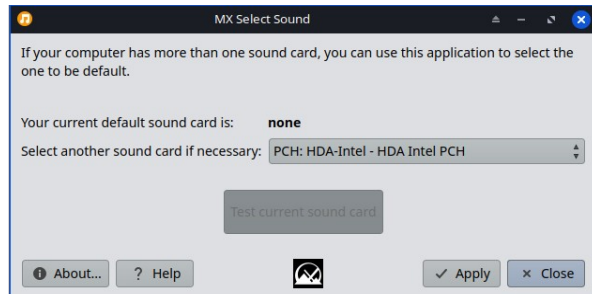 MX Select Sound
If your computer has more than one sound card, you can use this application to select the
one to be default.
Your current default sound card is: none
Select another sound card if necessary: PCH: HDA-Intel - HDA Intel PCH
Test current sound card
About... ? Help Apply Close